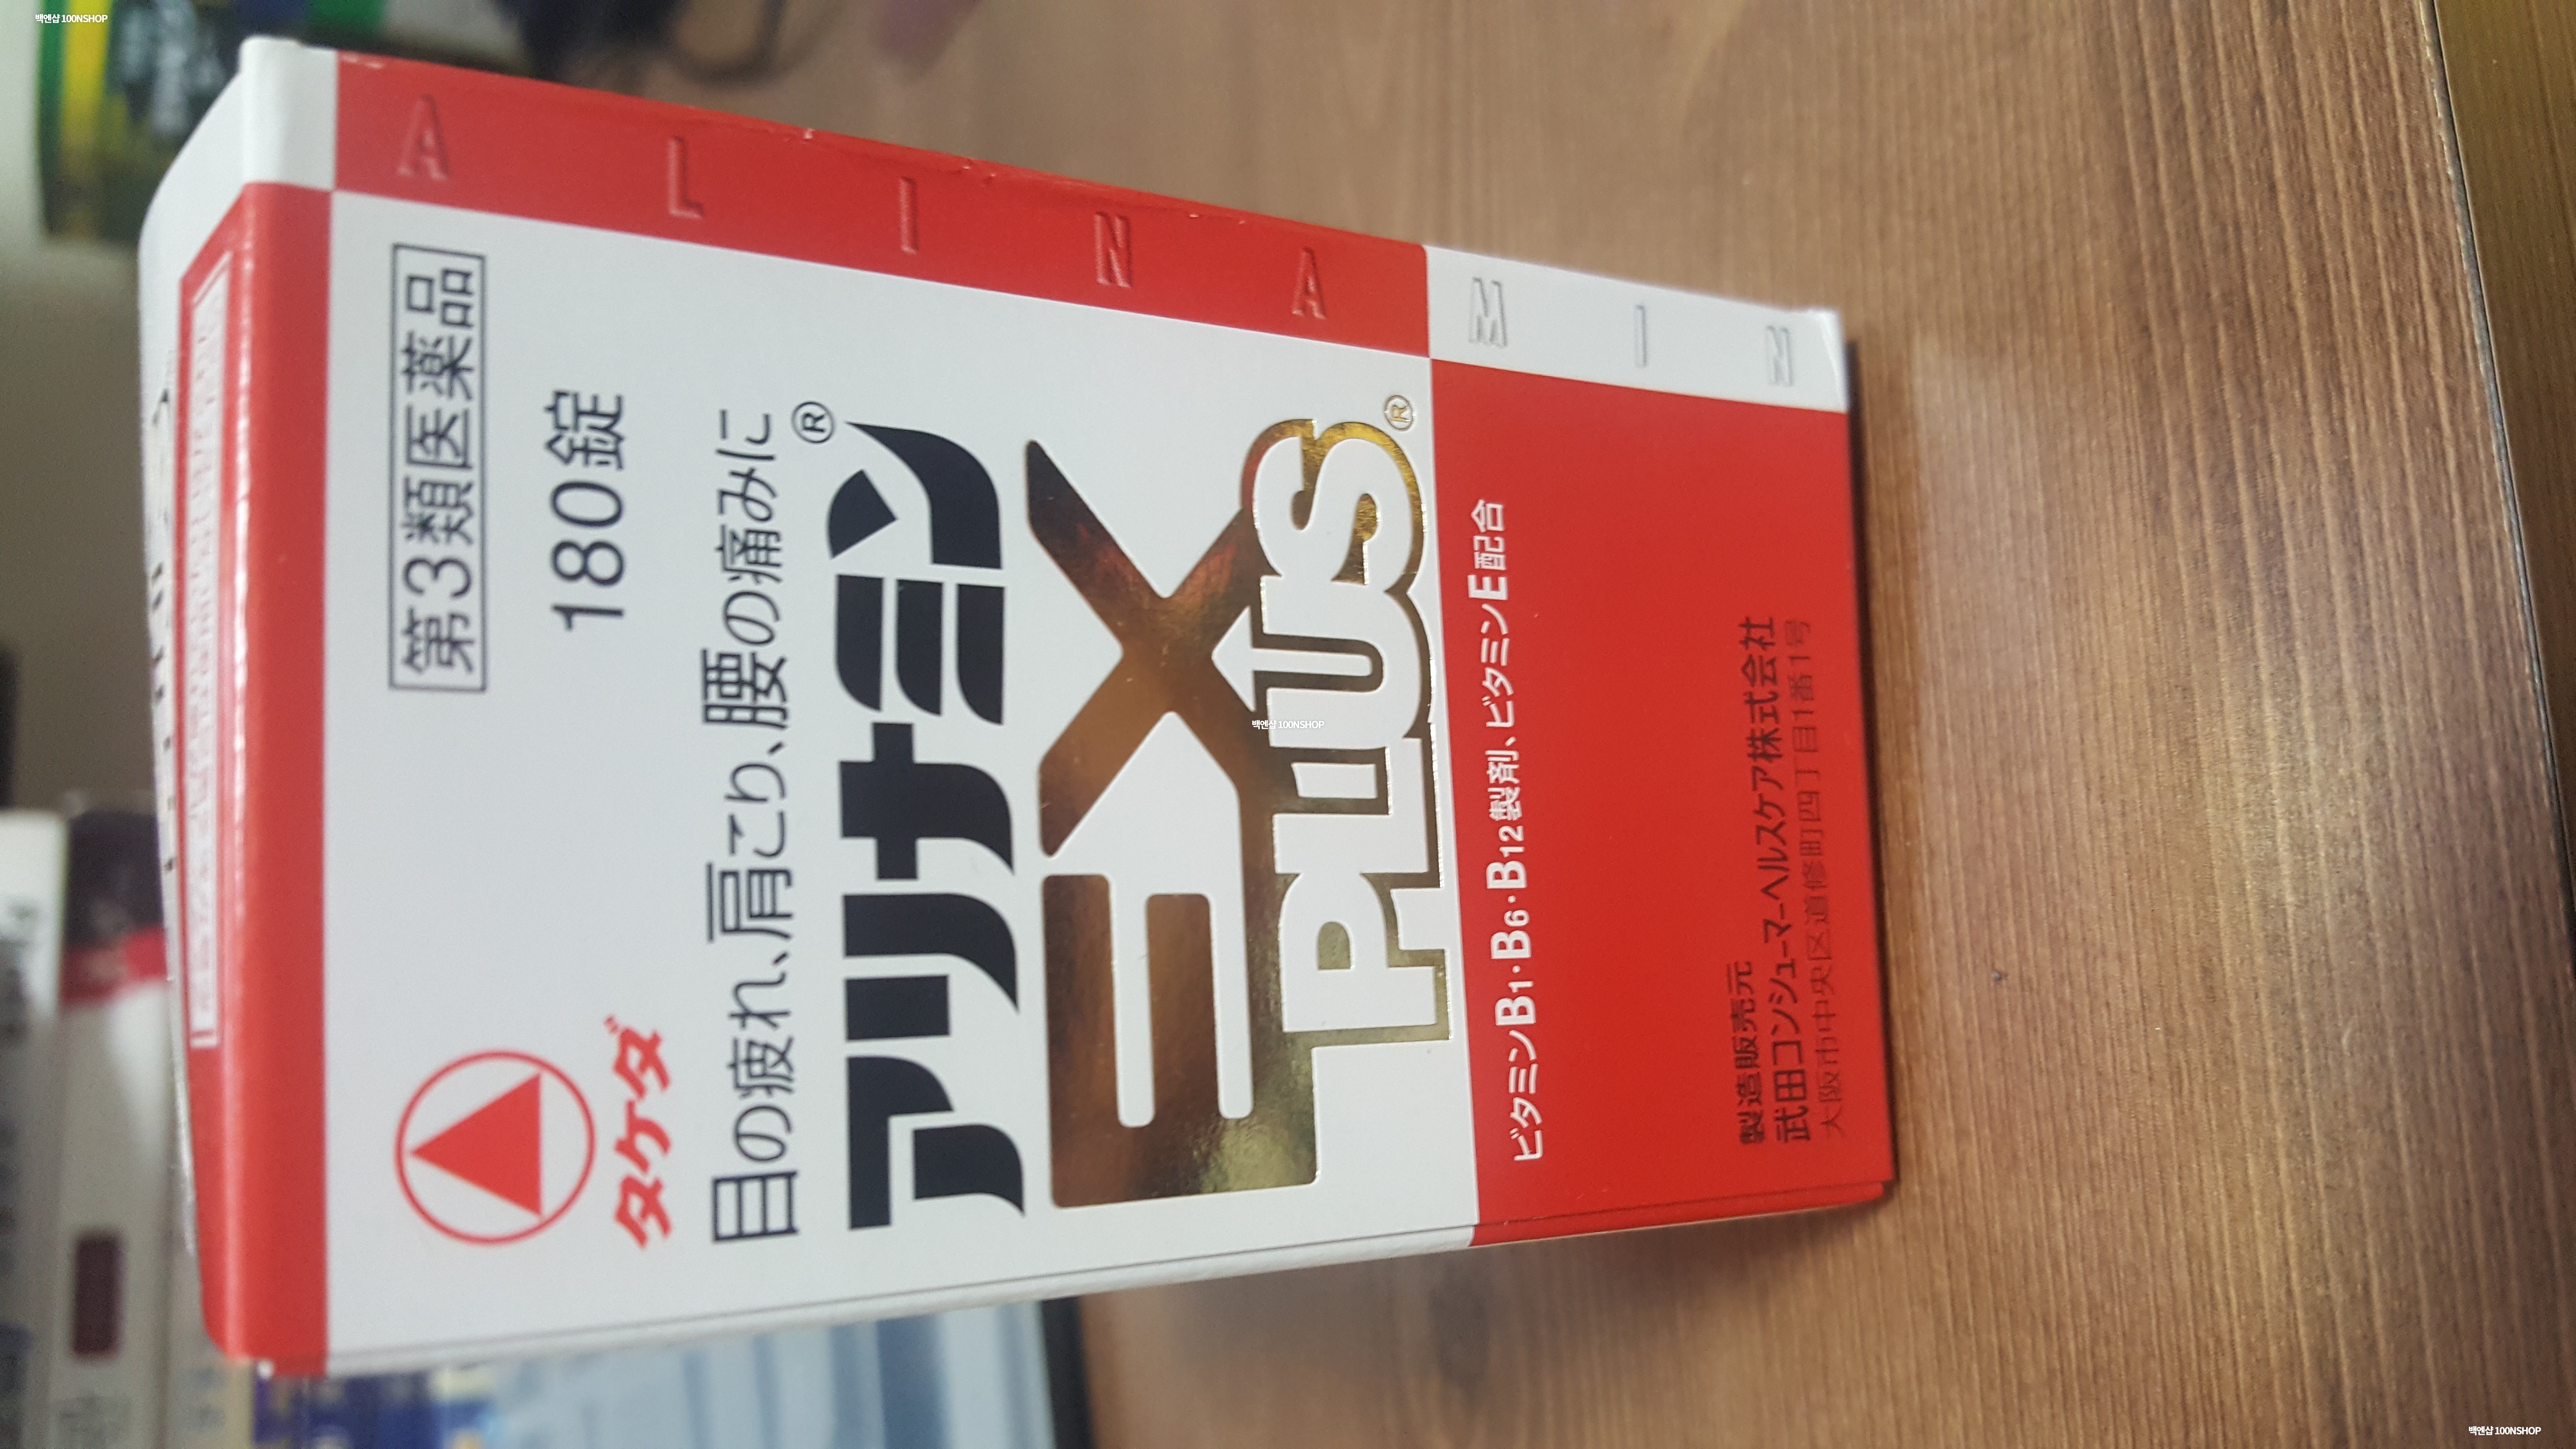 백엔샵 100NSHOP
第3類医薬品
180錠
タケダ
目の疲れ、肩こり、腰の痛みに
アリナミン®
EX
PLUS®
ビタミンB1・B6・B12製剤、ビタミンE配合
製造販売元
武田コンシューマーヘルスケア株式会社
大阪市中央区道修町四丁目1番1号
ALINAMIN
百엔샵 100NSHOP
백엔샵 100NSHOP